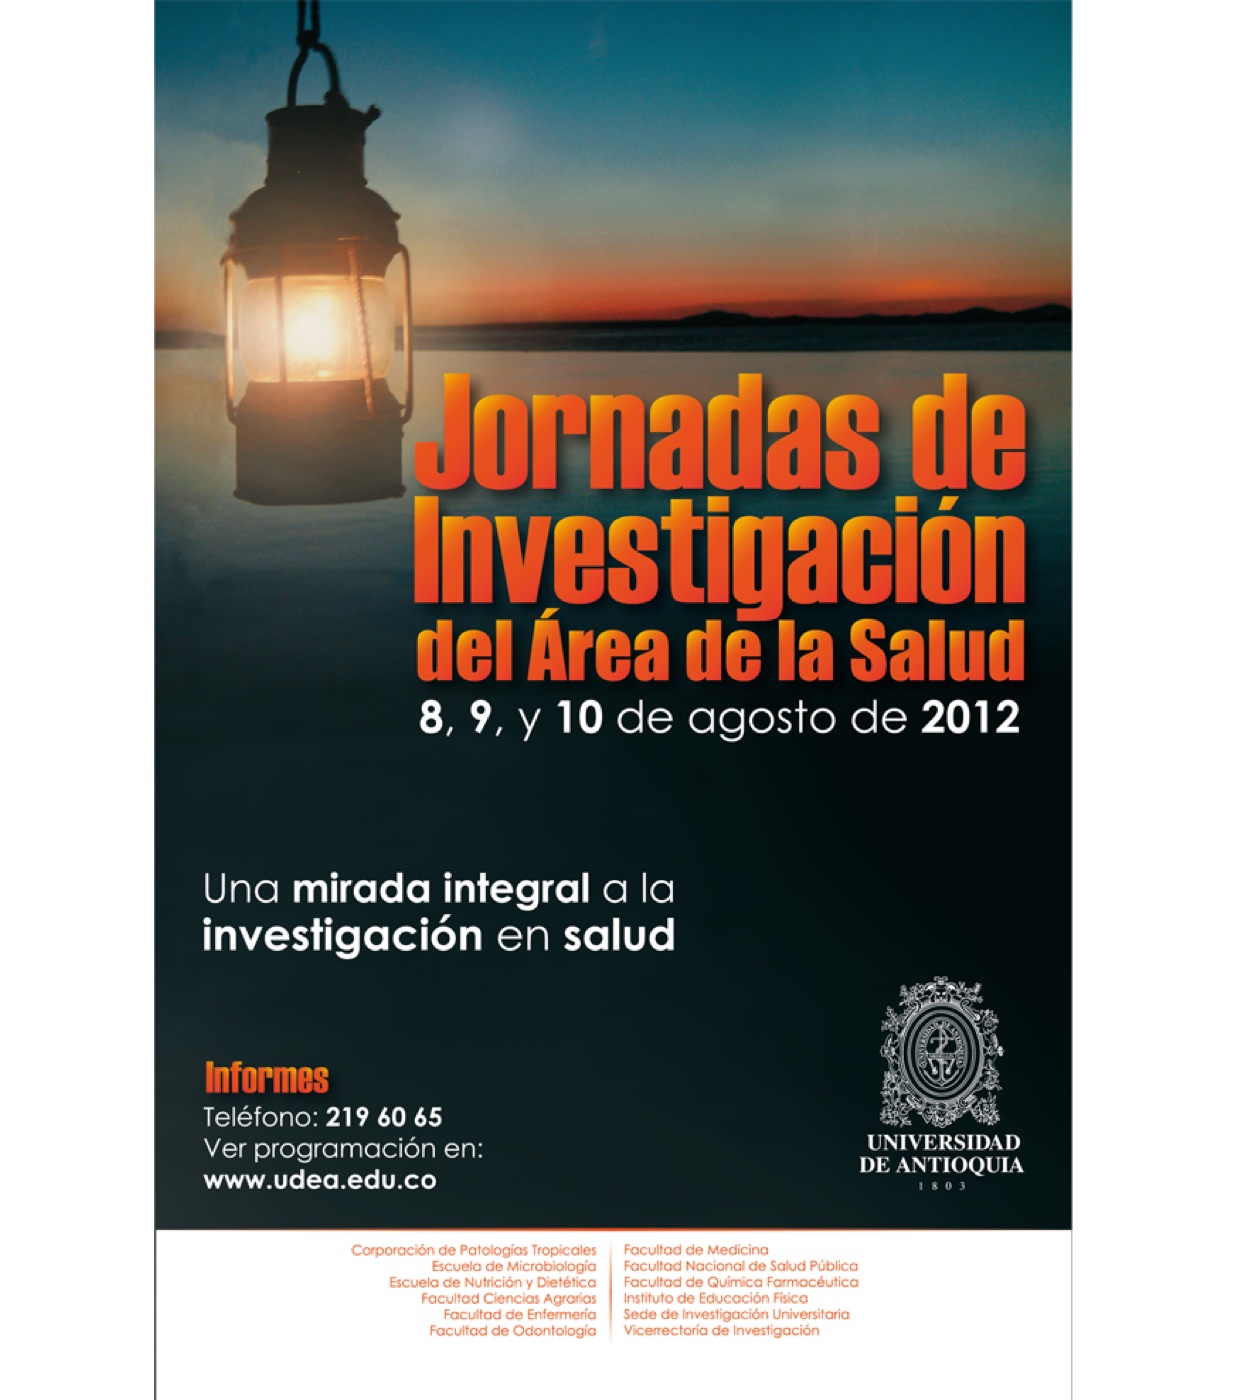 Jornadas de
Investigación
del Área de la Salud
8, 9, y 10 de agosto de 2012
Una mirada integral a la
investigación en salud
Informes
Teléfono: 219 60 65
Ver programación en:
www.udea.edu.co
UNIVERSIDAD
DE ANTIOQUIA
1803
Corporación de Patologías Tropicales
Escuela de Microbiología
Escuela de Nutrición y Dietética
Facultad Ciencias Agrarias
Facultad de Enfermería
Facultad de Odontología
Facultad de Medicina
Facultad Nacional de Salud Pública
Facultad de Química Farmacéutica
Instituto de Educación Física
Sede de Investigación Universitaria
Vicerrectoría de Investigación